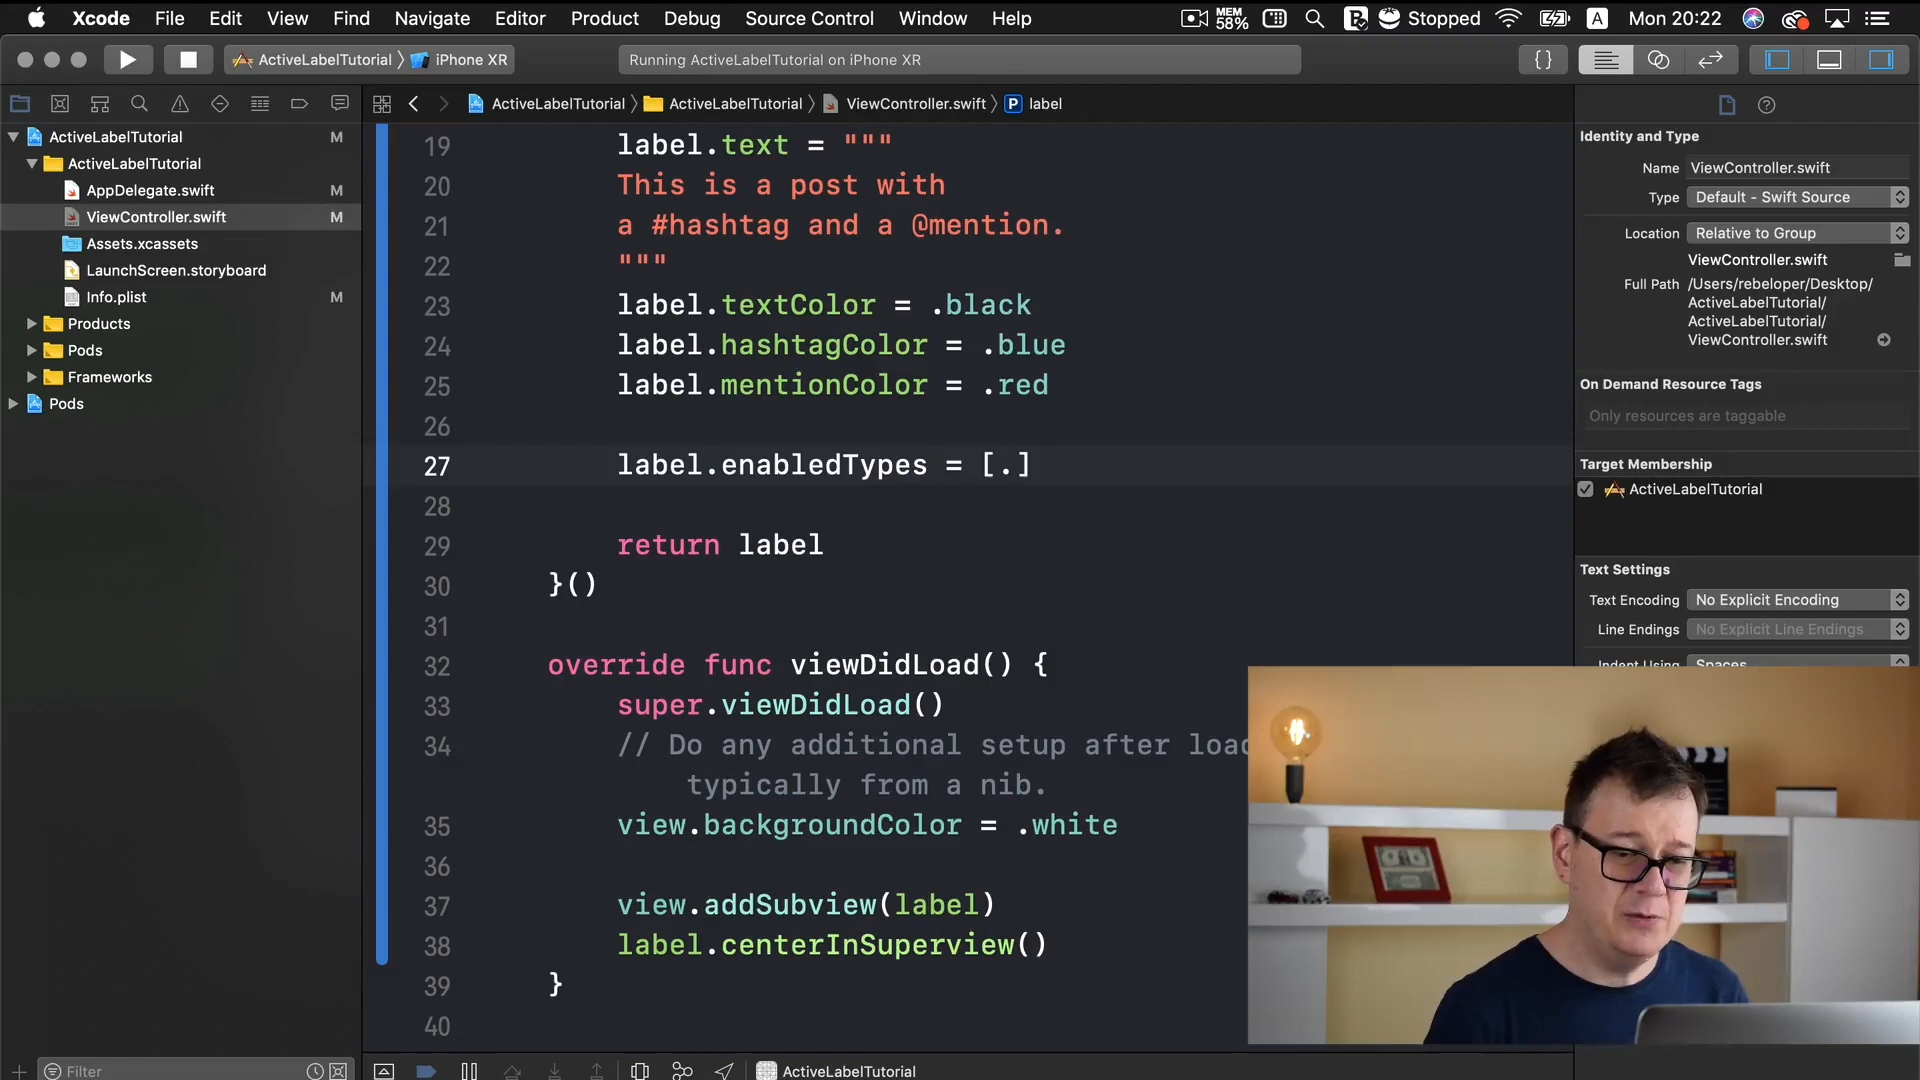 Xcode File Edit View Find Navigate Editor Product Debug Source Control Window Help MEM 58% Stopped A Mon 20:22
ActiveLabelTutorial iPhone XR Running ActiveLabelTutorial on iPhone XR {}
ActiveLabelTutorial ActiveLabelTutorial ViewController.swift P label
ActiveLabelTutorial M
ActiveLabelTutorial
AppDelegate.swift M
ViewController.swift M
Assets.xcassets
LaunchScreen.storyboard
Info.plist M
Products
Pods
Frameworks
Pods
Filter
19 label.text = """
20 This is a post with
21 a #hashtag and a @mention.
22 """
23 label.textColor = .black
24 label.hashtagColor = .blue
25 label.mentionColor = .red
26
27 label.enabledTypes = [.]
28
29 return label
30 }()
31
32 override func viewDidLoad() {
33 super.viewDidLoad()
34 // Do any additional setup after load
typically from a nib.
35 view.backgroundColor = .white
36
37 view.addSubview(label)
38 label.centerInSuperview()
39 }
40
ActiveLabelTutorial
Identity and Type
Name ViewController.swift
Type Default - Swift Source
Location Relative to Group
ViewController.swift
Full Path /Users/rebeloper/Desktop/
ActiveLabelTutorial/
ActiveLabelTutorial/
ViewController.swift
On Demand Resource Tags
Only resources are taggable
Target Membership
ActiveLabelTutorial
Text Settings
Text Encoding No Explicit Encoding
Line Endings No Explicit Line Endings
Indent Using Spaces